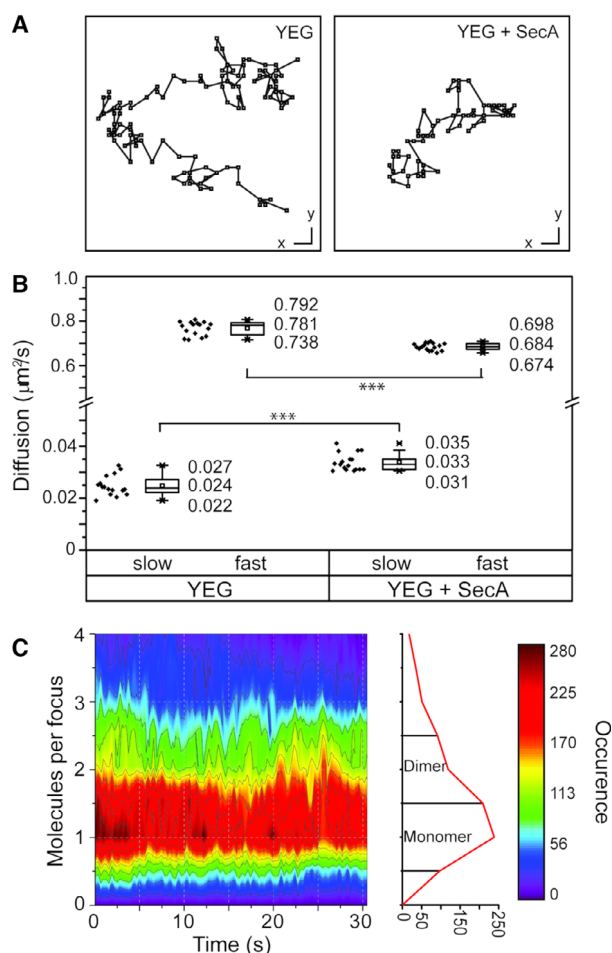 A
YEG
x
y
YEG + SecA
x
y
B
Diffusion (μm²/s)
1.0
0.8
0.6
0.04
0.02
0
0.792
0.781
0.738
0.698
0.684
0.674
***
***
0.027
0.024
0.022
0.035
0.033
0.031
slow fast slow fast
YEG YEG + SecA
C
Molecules per focus
4
3
2
1
0
0 10 20 30
Time (s)
Dimer
Monomer
0 50 150 250
280
225
170
113
56
0
Occurence